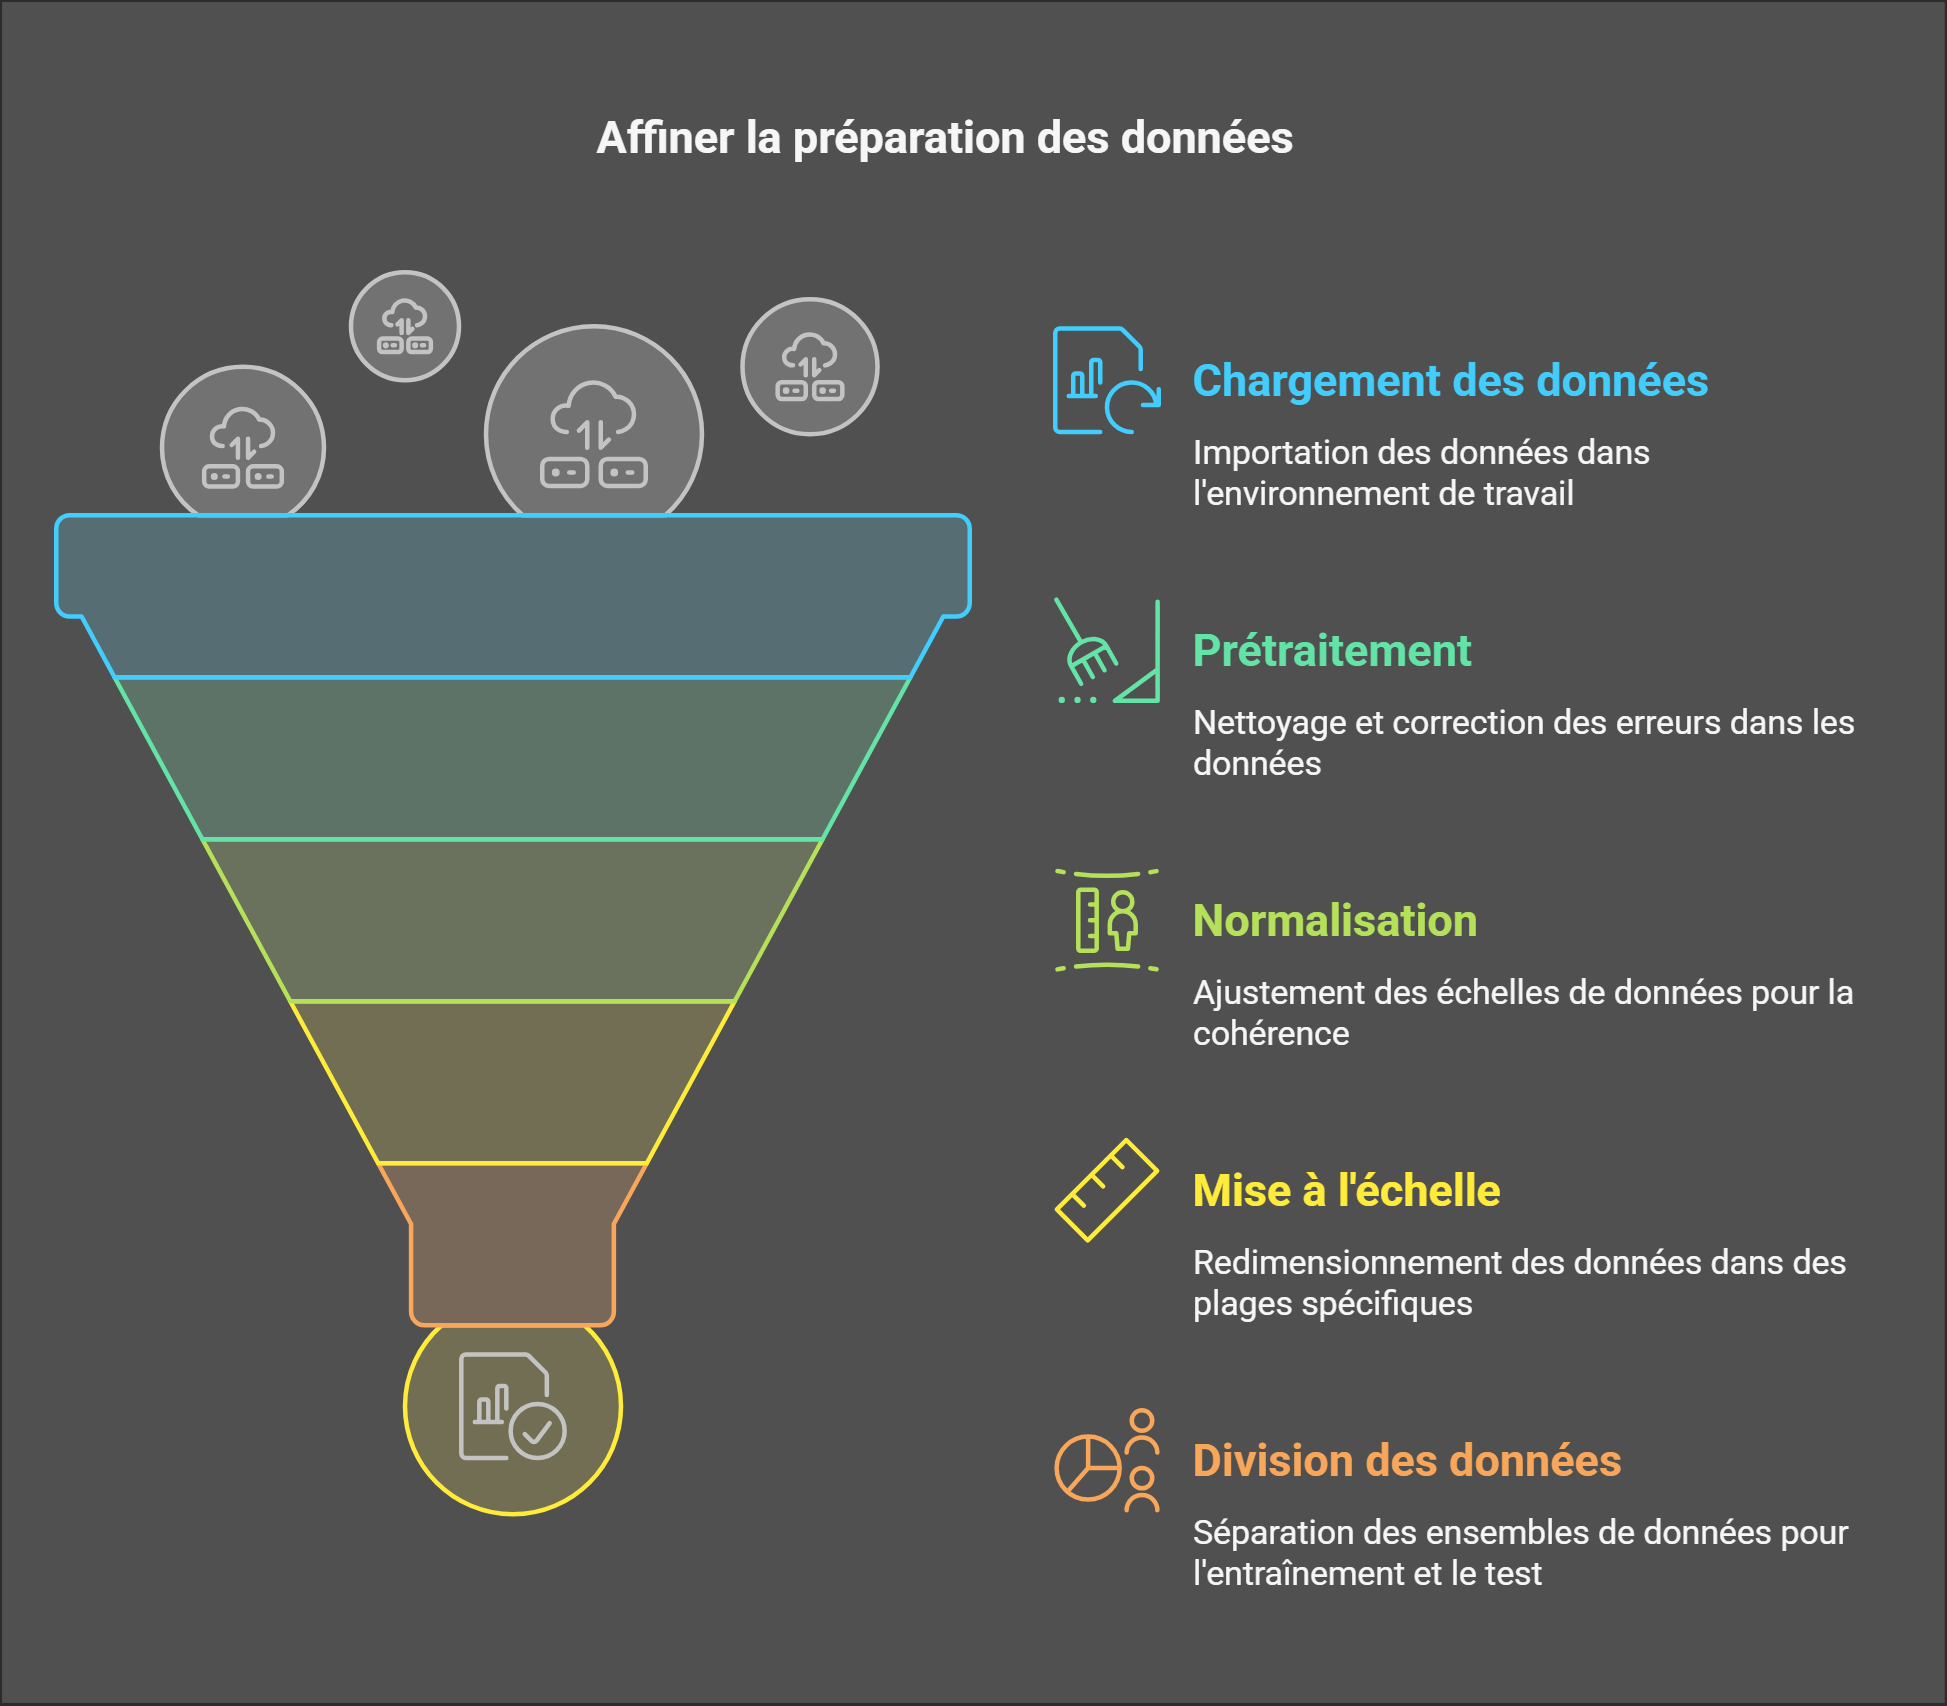 Affiner la préparation des données
Chargement des données
Importation des données dans
l'environnement de travail
Prétraitement
Nettoyage et correction des erreurs dans les
données
Normalisation
Ajustement des échelles de données pour la
cohérence
Mise à l'échelle
Redimensionnement des données dans des
plages spécifiques
Division des données
Séparation des ensembles de données pour
l'entraînement et le test